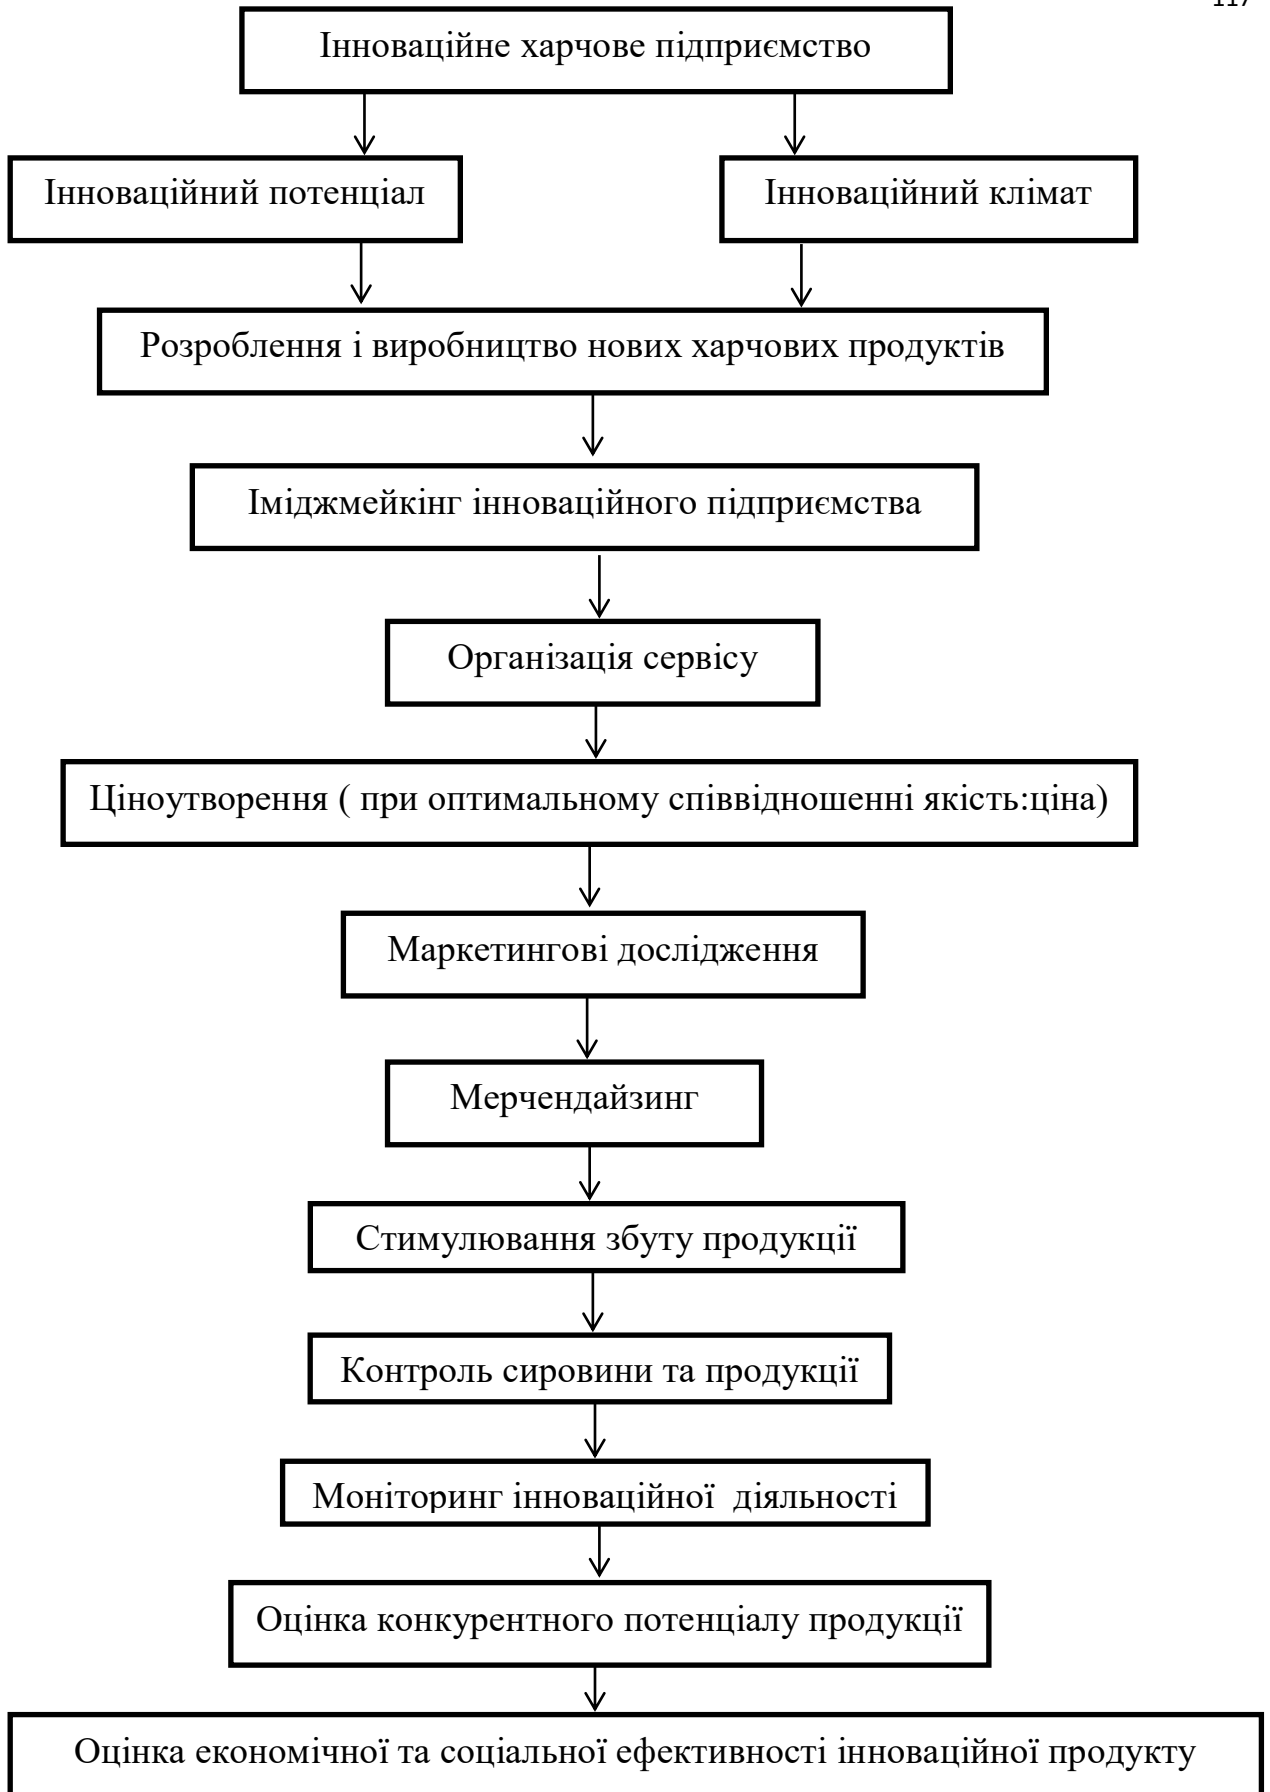 117
Інноваційне харчове підприємство
Інноваційний потенціал
Інноваційний клімат
Розроблення і виробництво нових харчових продуктів
Іміджмейкінг інноваційного підприємства
Організація сервісу
Ціноутворення ( при оптимальному співвідношенні якість:ціна)
Маркетингові дослідження
Мерчендайзинг
Стимулювання збуту продукції
Контроль сировини та продукції
Моніторинг інноваційної діяльності
Оцінка конкурентного потенціалу продукції
Оцінка економічної та соціальної ефективності інноваційної продукту